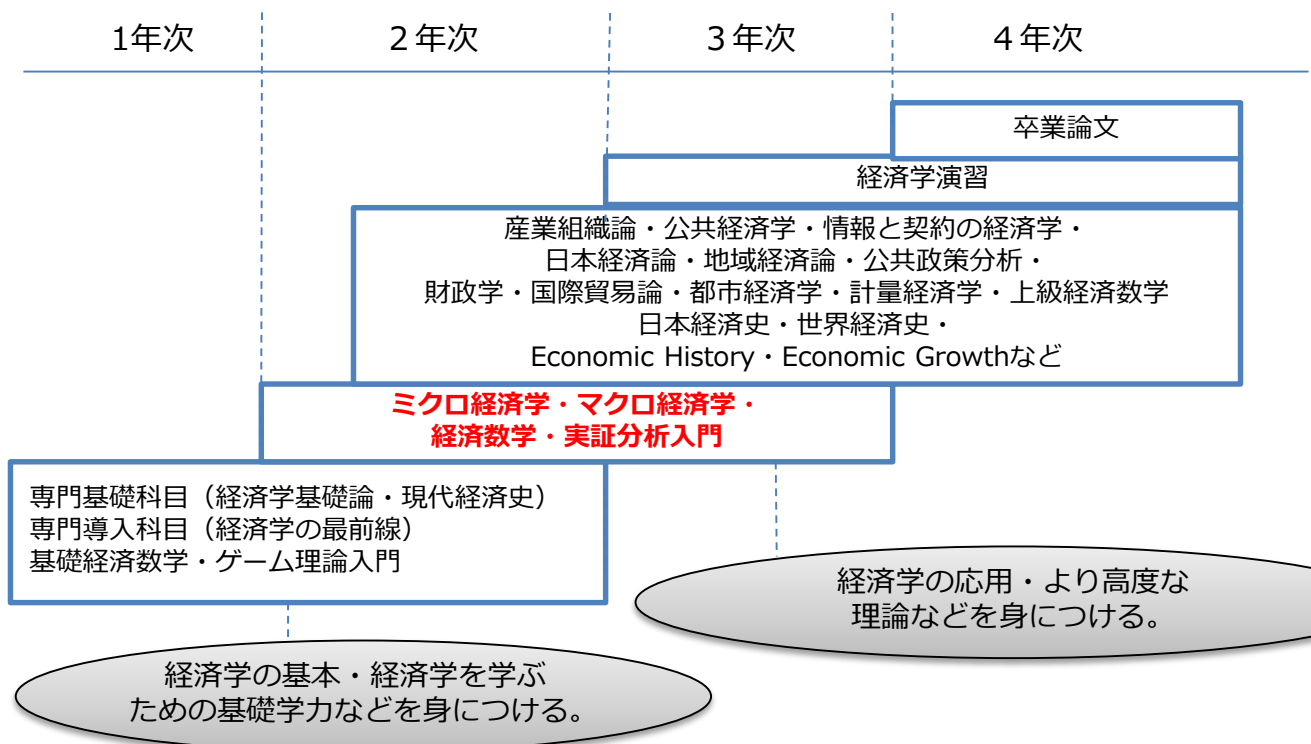 1年次
２年次
３年次
４年次
卒業論文
経済学演習
産業組織論・公共経済学・情報と契約の経済学・
日本経済論・地域経済論・公共政策分析・
財政学・国際貿易論・都市経済学・計量経済学・上級経済数学
日本経済史・世界経済史・
Economic History・Economic Growthなど
ミクロ経済学・マクロ経済学・
経済数学・実証分析入門
専門基礎科目（経済学基礎論・現代経済史）
専門導入科目（経済学の最前線）
基礎経済数学・ゲーム理論入門
経済学の応用・より高度な
理論などを身につける。
経済学の基本・経済学を学ぶ
ための基礎学力などを身につける。